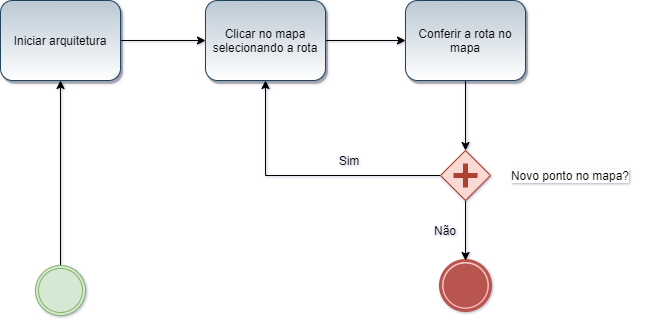 Iniciar arquitetura
Clicar no mapa
selecionando a rota
Conferir a rota no
mapa
Sim
Novo ponto no mapa?
Não